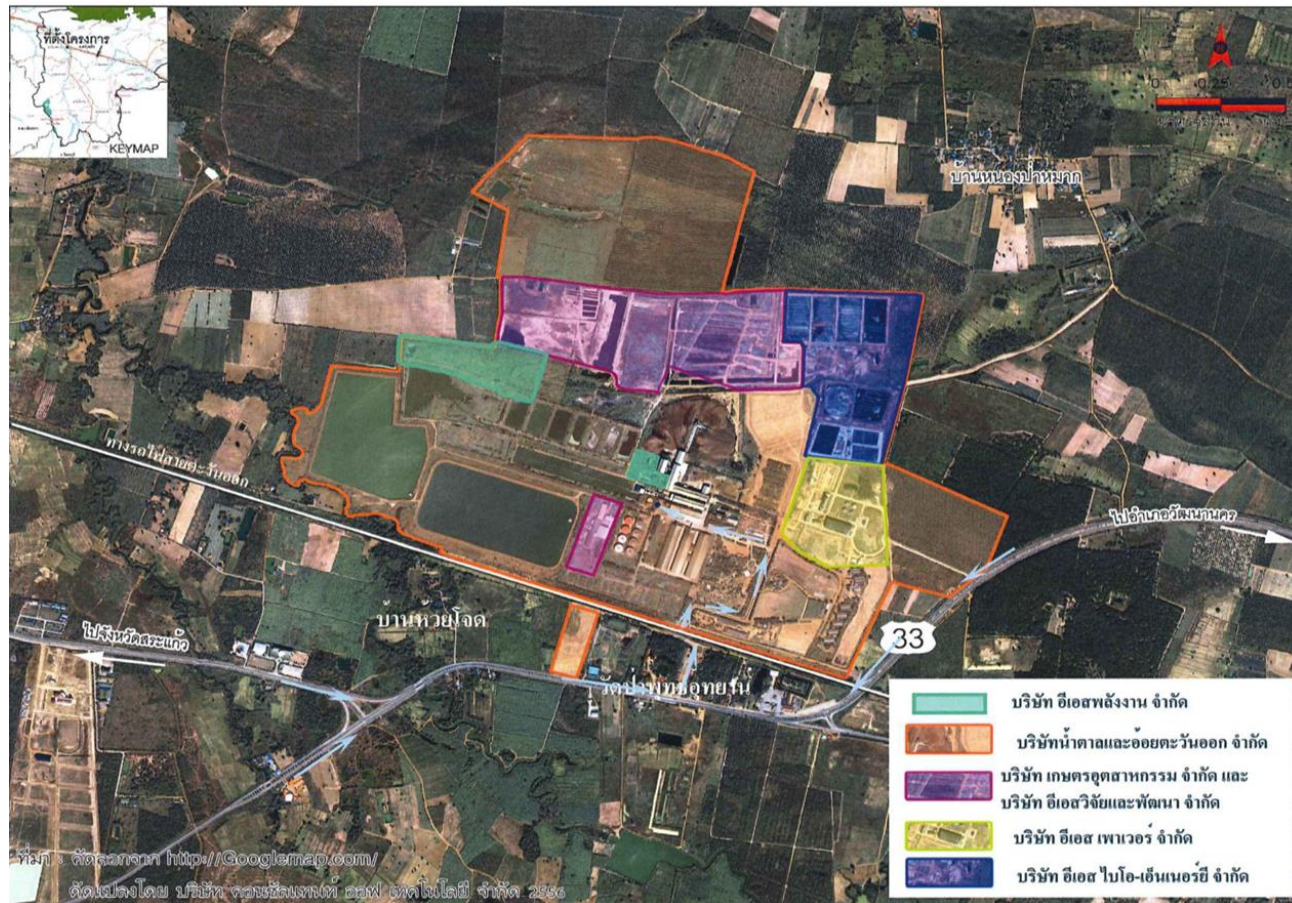 ที่ตั้งโครงการ
KEYMAP
0 0.25 0.5
บ้านหนองป่าหมาก
ทางรถไฟสายตะวันออก
ไปอำเภอวัฒนานคร
33
บ้านห้วยโจด
ไปจังหวัดสระแก้ว
วัดป่าพุทธอุทยาน
บริษัท อีเอสพลังงาน จำกัด
บริษัทน้ำตาลและอ้อยตะวันออก จำกัด
บริษัท เกษตรอุตสาหกรรม จำกัด และ
บริษัท อีเอสวิจัยและพัฒนา จำกัด
บริษัท อีเอส เพาเวอร์ จำกัด
บริษัท อีเอส ไบโอ-เอ็นเนอร์ยี จำกัด
ที่มา : คัดลอกจาก http://Googlemap.com/
ดัดแปลงโดย บริษัท คอนซัลแทนท์ ออฟ เทคโนโลยี จำกัด 2556